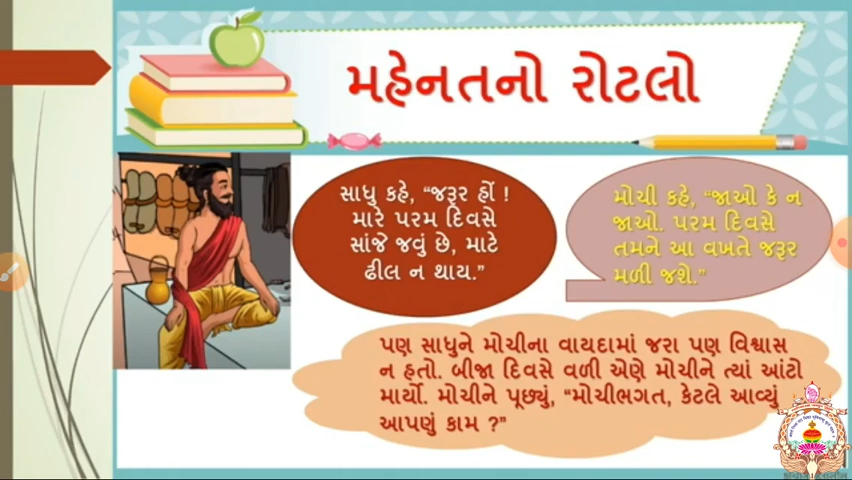 મહેનતનો રોટલો
સાધુ કહે, “જરૂર હોં !
મારે પરમ દિવસે
સાંજે જવું છે, માટે
ઢીલ ન થાય.”
મોચી કહે, “જાઓ કે ન
જાઓ. પરમ દિવસે
તમને આ વખતે જરૂર
મળી જશે.”
પણ સાધુને મોચીના વાયદામાં જરા પણ વિશ્વાસ
ન હતો. બીજા દિવસે વળી એણે મોચીને ત્યાં આંટો
માર્યો. મોચીને પૂછ્યું, “મોચીભગત, કેટલે આવ્યું
આપણું કામ ?”